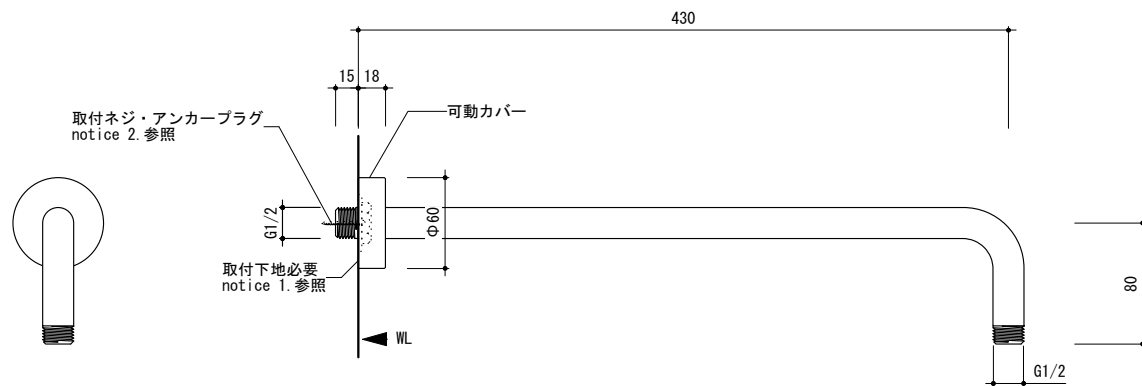 430
15
18
取付ネジ・アンカープラグ
notice 2.参照
可動カバー
G1/2
Φ60
取付下地必要
notice 1.参照
80
WL
G1/2